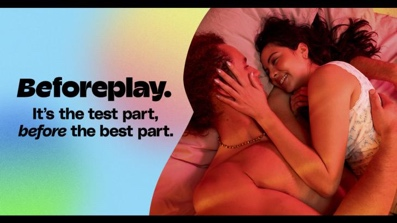 Beforeplay.
It's the test part,
before the best part.